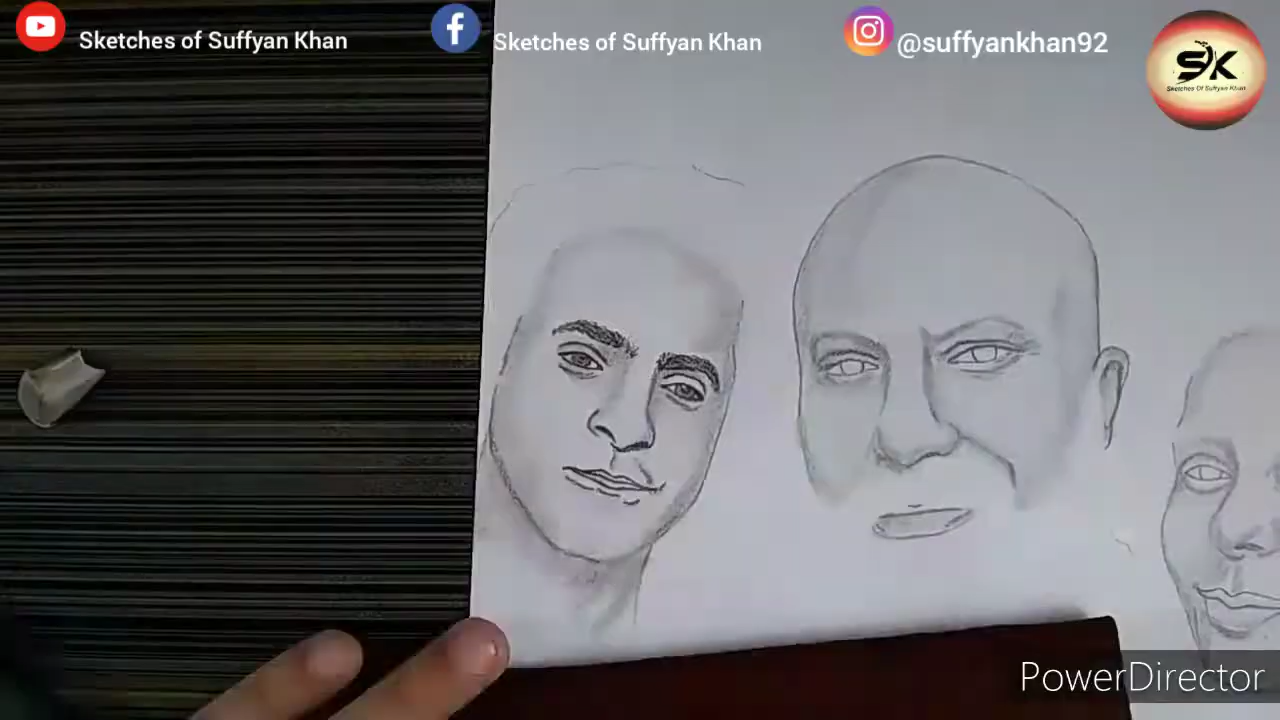 Sketches of Suffyan Khan
Sketches of Suffyan Khan
@suffyankhan92
SK
Sketches Of Suffyan Khan
PowerDirector